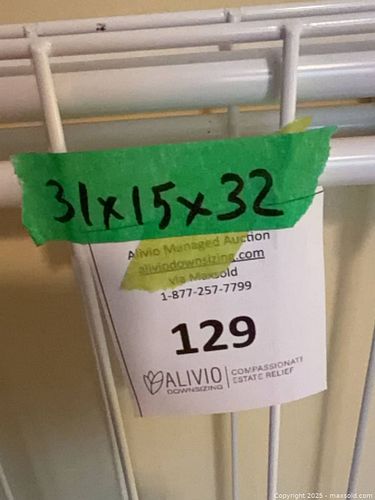 31x15x32
Alivio Managed Auction
aliviodownsizing.com
via Maxsold
1-877-257-7799
129
ALIVIO
DOWNSIZING
COMPASSIONATE
ESTATE RELIEF
Copyright 2025 - maxsold.com